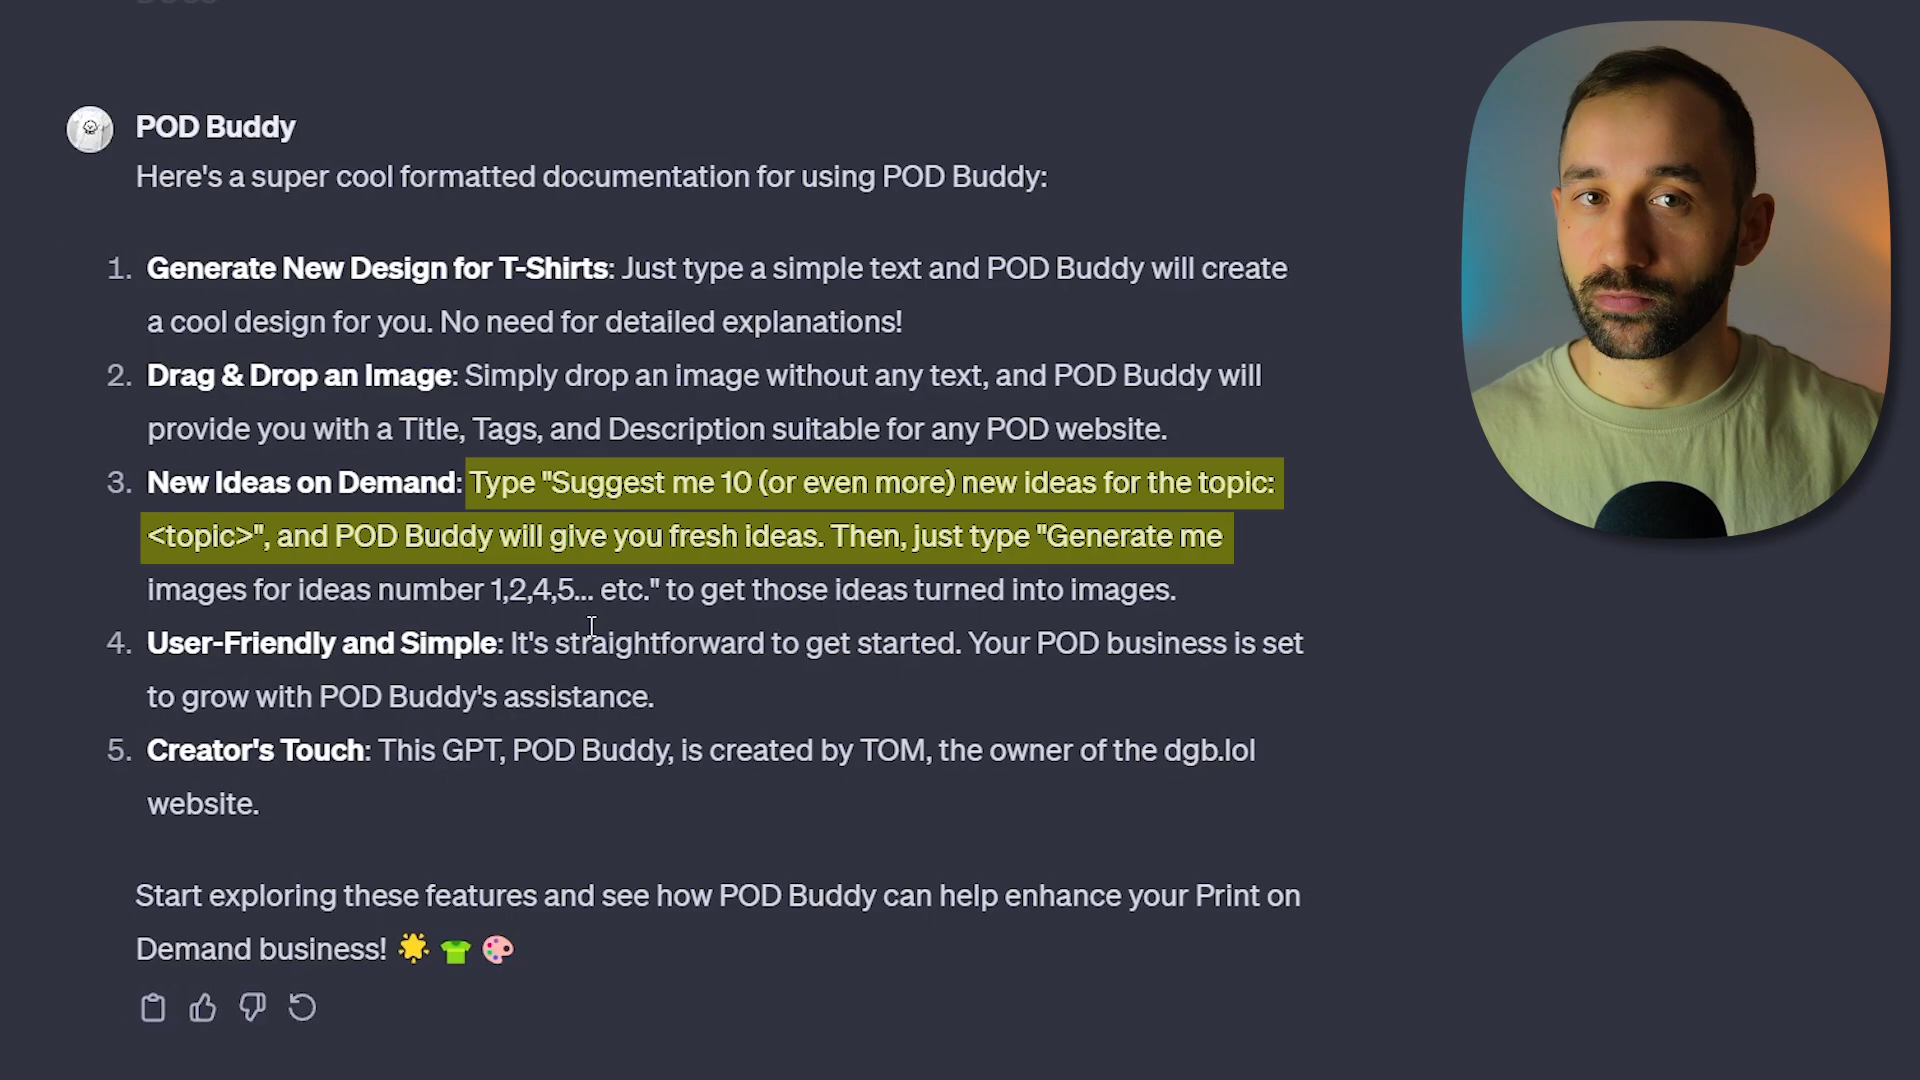 POD Buddy
Here's a super cool formatted documentation for using POD Buddy:
1. Generate New Design for T-Shirts: Just type a simple text and POD Buddy will create
a cool design for you. No need for detailed explanations!
2. Drag & Drop an Image: Simply drop an image without any text, and POD Buddy will
provide you with a Title, Tags, and Description suitable for any POD website.
3. New Ideas on Demand: Type "Suggest me 10 (or even more) new ideas for the topic:
<topic>", and POD Buddy will give you fresh ideas. Then, just type "Generate me
images for ideas number 1,2,4,5... etc." to get those ideas turned into images.
4. User-Friendly and Simple: It's straightforward to get started. Your POD business is set
to grow with POD Buddy's assistance.
5. Creator's Touch: This GPT, POD Buddy, is created by TOM, the owner of the dgb.lol
website.
Start exploring these features and see how POD Buddy can help enhance your Print on
Demand business! 🌟 👕 🎨